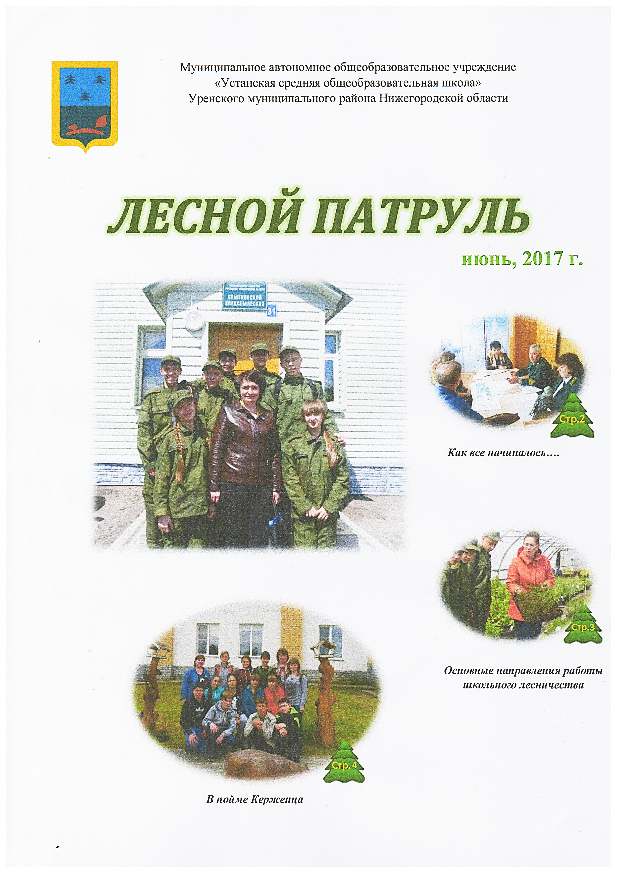 Муниципальное автономное общеобразовательное учреждение
«Устанская средняя общеобразовательная школа»
Уренского муниципального района Нижегородской области
ЛЕСНОЙ ПАТРУЛЬ
июнь, 2017 г.
31
Стр.2
Как все начиналось….
Стр.3
Основные направления работы
школьного лесничества
Стр. 4
В пойме Керженца